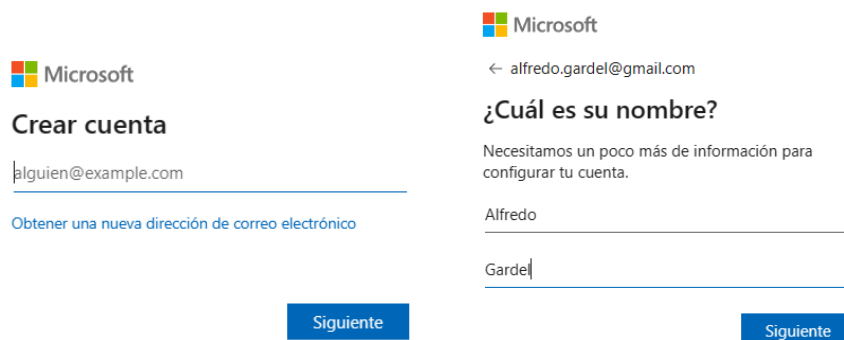 Microsoft
Crear cuenta
alguien@example.com
Obtener una nueva dirección de correo electrónico
Siguiente
Microsoft
← alfredo.gardel@gmail.com
¿Cuál es su nombre?
Necesitamos un poco más de información para
configurar tu cuenta.
Alfredo
Gardel
Siguiente